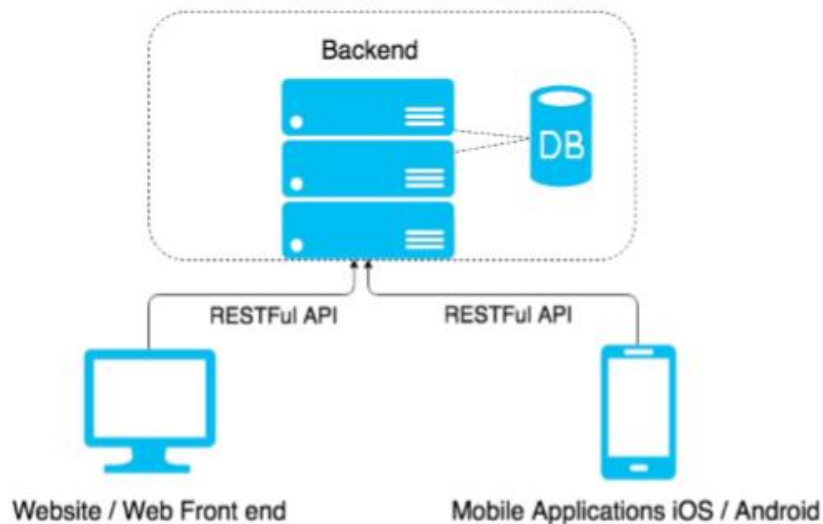 Backend
DB
RESTFul API
RESTFul API
Website / Web Front end
Mobile Applications iOS / Android